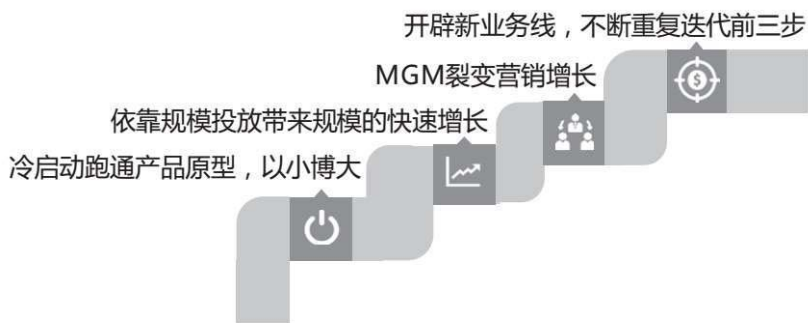 开辟新业务线，不断重复迭代前三步
MGM裂变营销增长
依靠规模投放带来规模的快速增长
冷启动跑通产品原型，以小博大